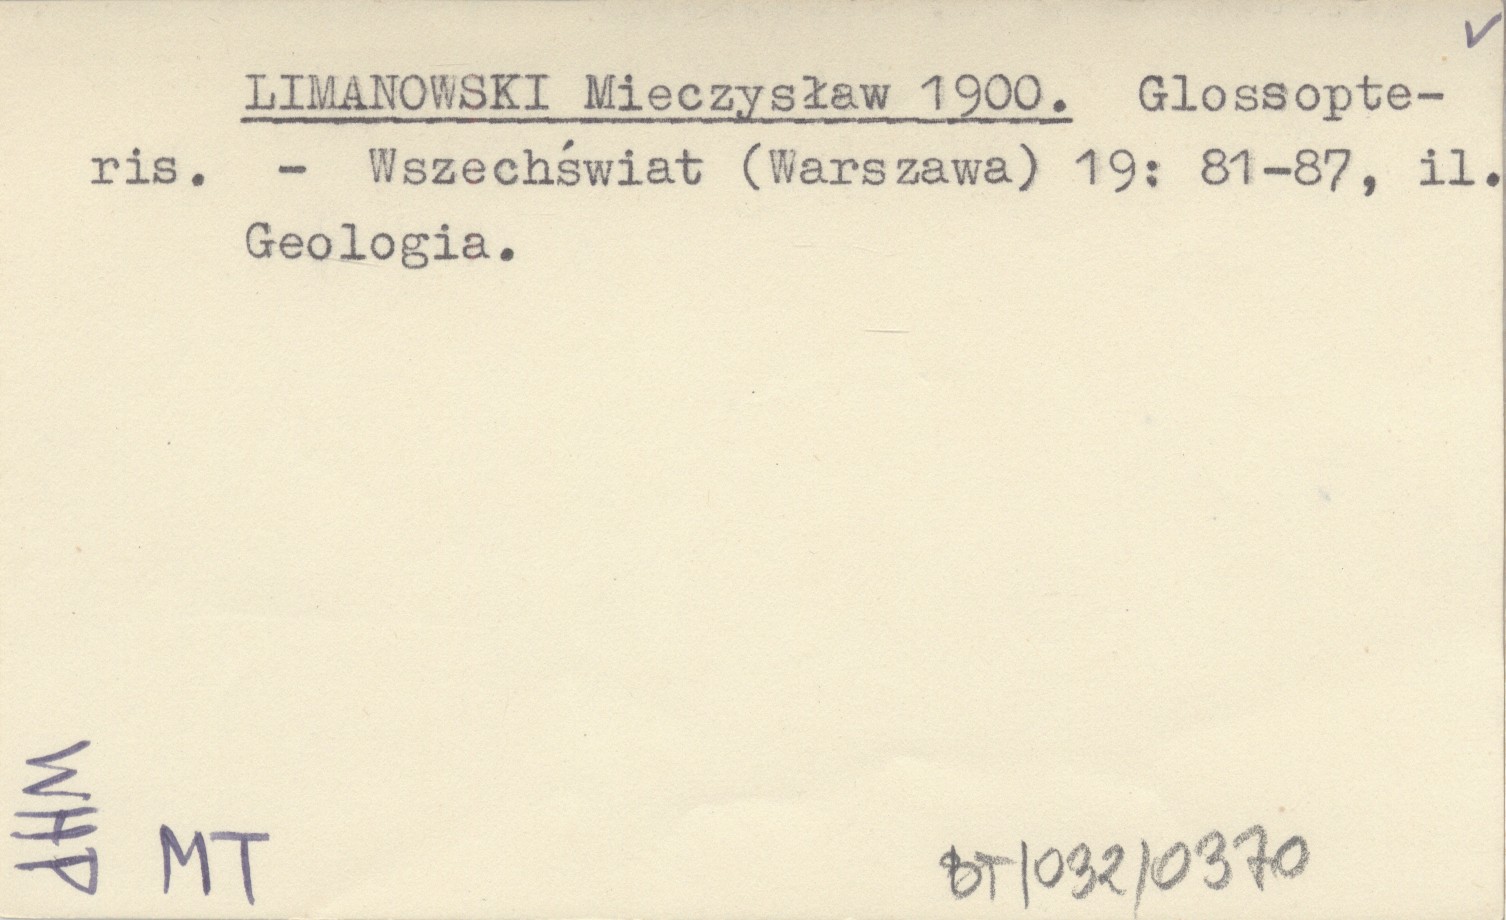 LIMANOWSKI Mieczysław 1900. Glossopte-
ris. - Wszechświat (Warszawa) 19: 81-87, il.
Geologia.
WHP
MT
BT/032/0370